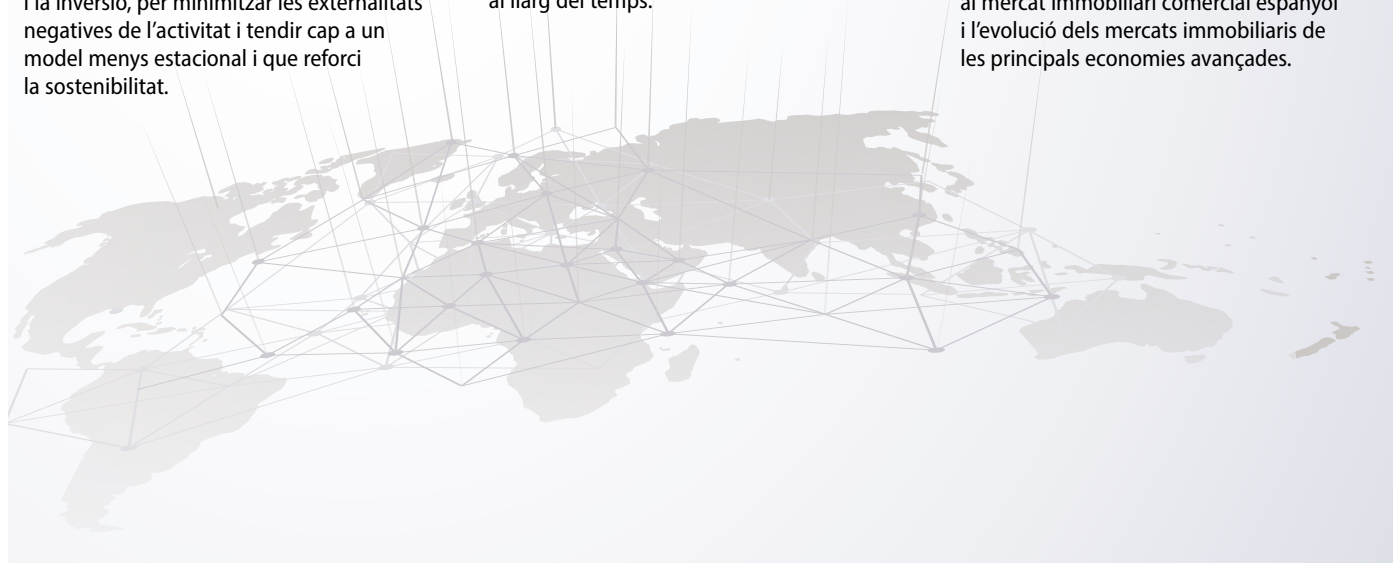 i la inversió, per minimitzar les externalitats
negatives de l’activitat i tendir cap a un
model menys estacional i que reforci
la sostenibilitat.
al llarg del temps.
al mercat immobiliari comercial espanyol
i l’evolució dels mercats immobiliaris de
les principals economies avançades.